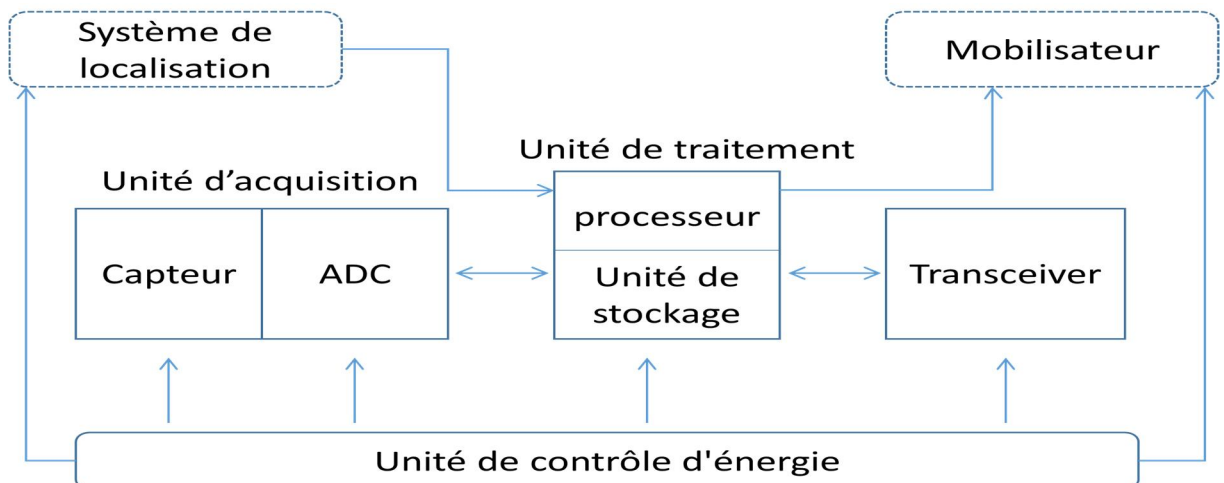 Système de
localisation
Mobilisateur
Unité de traitement
Unité d’acquisition
processeur
Capteur
ADC
Unité de
stockage
Transceiver
Unité de contrôle d'énergie